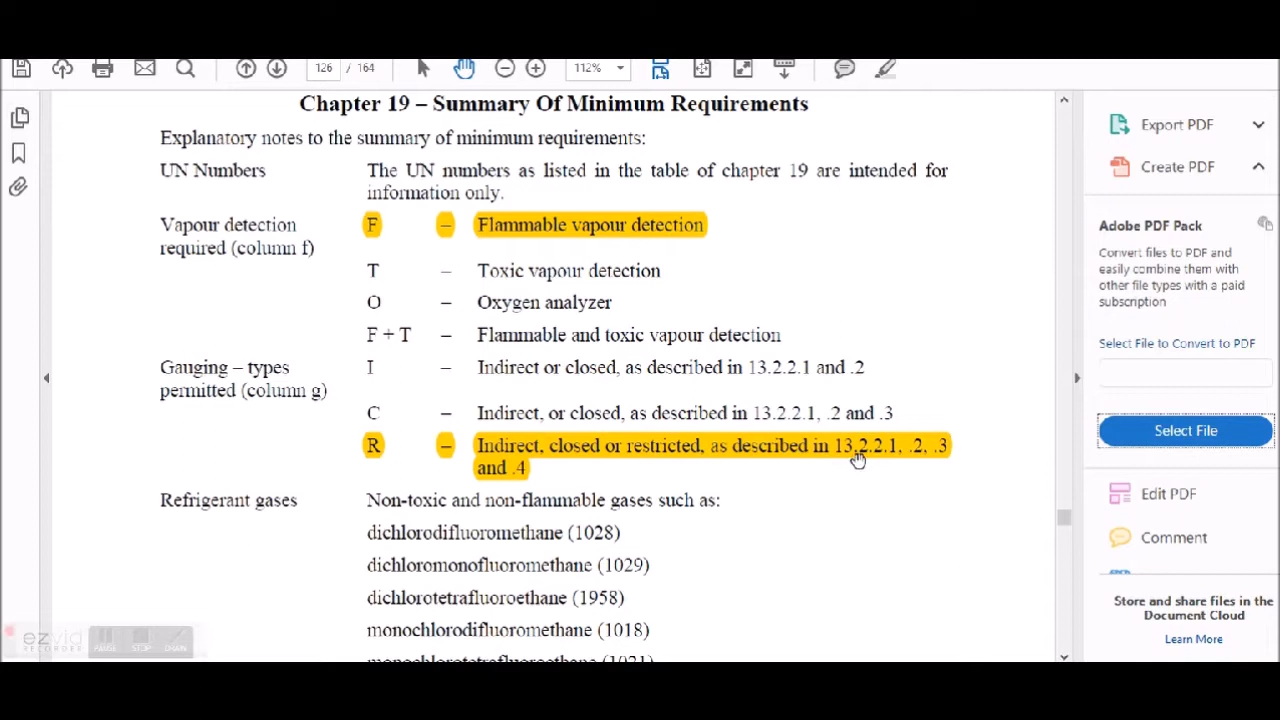 126 / 164
112%
Chapter 19 – Summary Of Minimum Requirements
Explanatory notes to the summary of minimum requirements:
UN Numbers The UN numbers as listed in the table of chapter 19 are intended for
information only.
Vapour detection F – Flammable vapour detection
required (column f)
T – Toxic vapour detection
O – Oxygen analyzer
F + T – Flammable and toxic vapour detection
Gauging – types I – Indirect or closed, as described in 13.2.2.1 and .2
permitted (column g)
C – Indirect, or closed, as described in 13.2.2.1, .2 and .3
R – Indirect, closed or restricted, as described in 13.2.2.1, .2, .3
and .4
Refrigerant gases Non-toxic and non-flammable gases such as:
dichlorodifluoromethane (1028)
dichloromonofluoromethane (1029)
dichlorotetrafluoroethane (1958)
monochlorodifluoromethane (1018)
monochlorotetrafluoroethane (1021)
Export PDF
Create PDF
Adobe PDF Pack
Convert files to PDF and
easily combine them with
other file types with a paid
subscription
Select File to Convert to PDF
Select File
Edit PDF
Comment
Store and share files in the
Document Cloud
Learn More
ezvid
RECORDER
PAUSE STOP DRAW